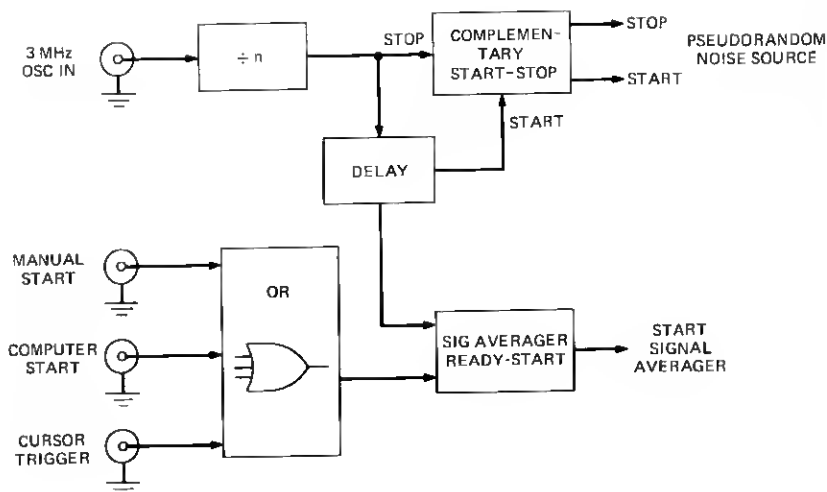 3 MHz
OSC IN
÷ n
STOP
COMPLEMEN-
TARY
START-STOP
STOP
START
PSEUDORANDOM
NOISE SOURCE
START
DELAY
MANUAL
START
COMPUTER
START
CURSOR
TRIGGER
OR
SIG AVERAGER
READY-START
START
SIGNAL
AVERAGER